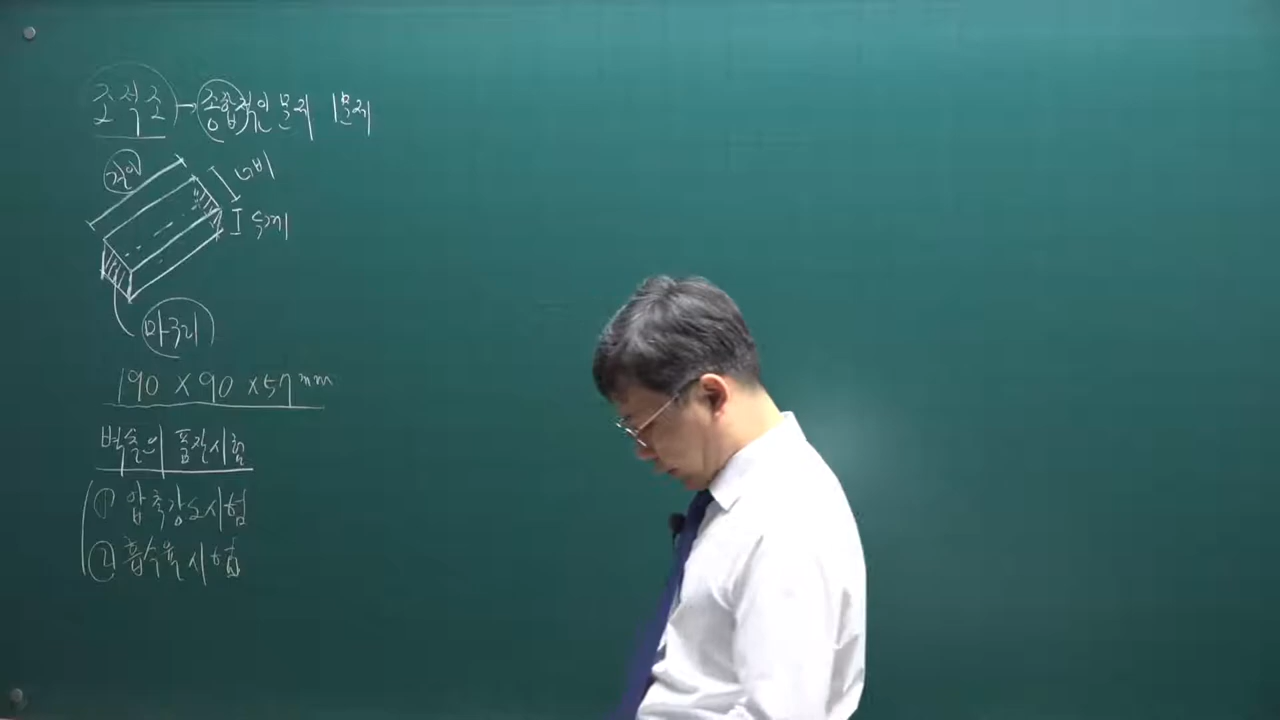 조적조 → 종합적인 문제 1문제
길이
너비
두께
마구리
190 × 90 × 57 mm
벽돌의 품질시험
① 압축강도시험
② 흡수율 시험